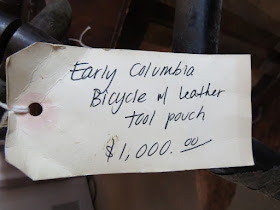 Early Columbia
Bicycle w/ Leather
tool pouch
$1,000.00